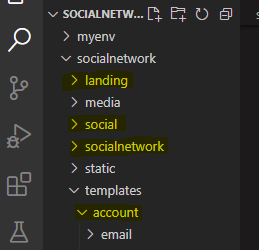 SOCIALNETW...
myenv
socialnetwork
landing
media
social
socialnetwork
static
templates
account
email